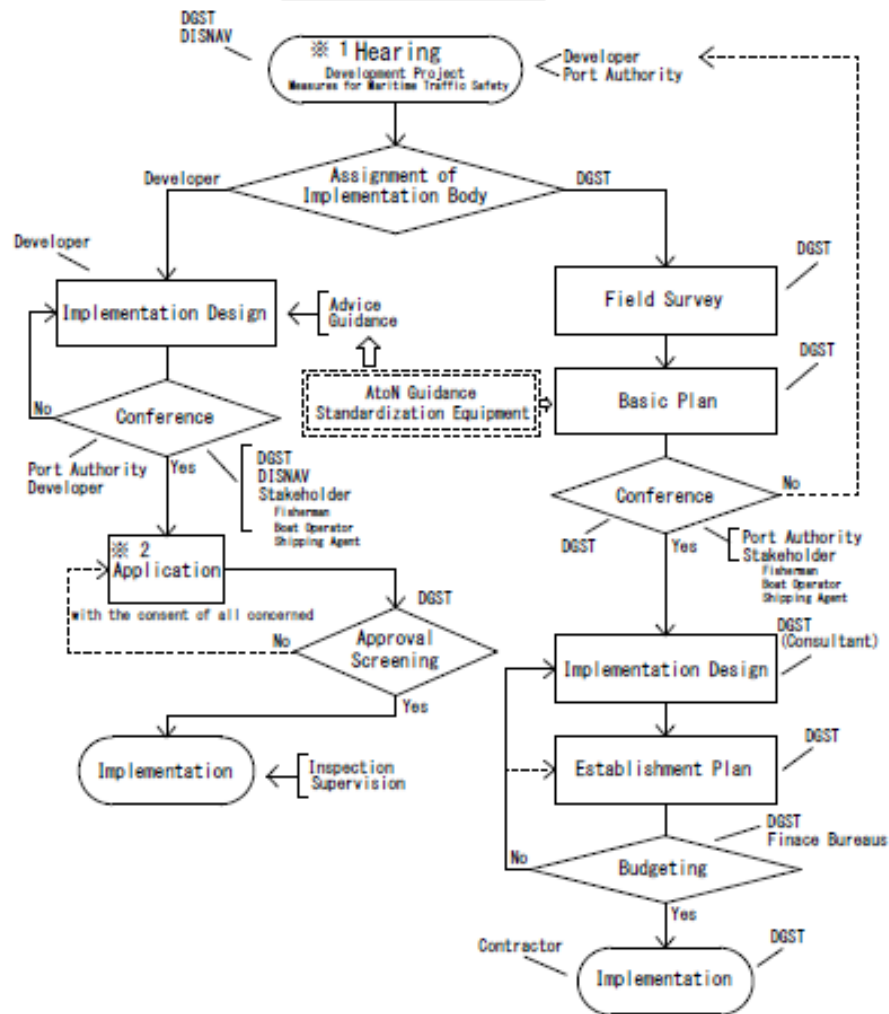 DGST
DISNAV
※ 1 Hearing
Development Project
Measures for Maritime Traffic Safety
Developer
Port Authority
Assignment of
Implementation Body
Developer
DGST
Developer
Implementation Design
Advice
Guidance
DGST
Field Survey
AtoN Guidance
Standardization Equipment
DGST
Basic Plan
No
Conference
Yes
Port Authority
Developer
DGST
DISNAV
Stakeholder
Fisherman
Boat Operator
Shipping Agent
Conference
No
DGST
Yes
Port Authority
Stakeholder
Fisherman
Boat Operator
Shipping Agent
※ 2
Application
with the consent of all concerned
No
DGST
Approval
Screening
Yes
DGST
(Consultant)
Implementation Design
Implementation
Inspection
Supervision
DGST
Establishment Plan
DGST
Finace Bureaus
No
Budgeting
Yes
Contractor
DGST
Implementation